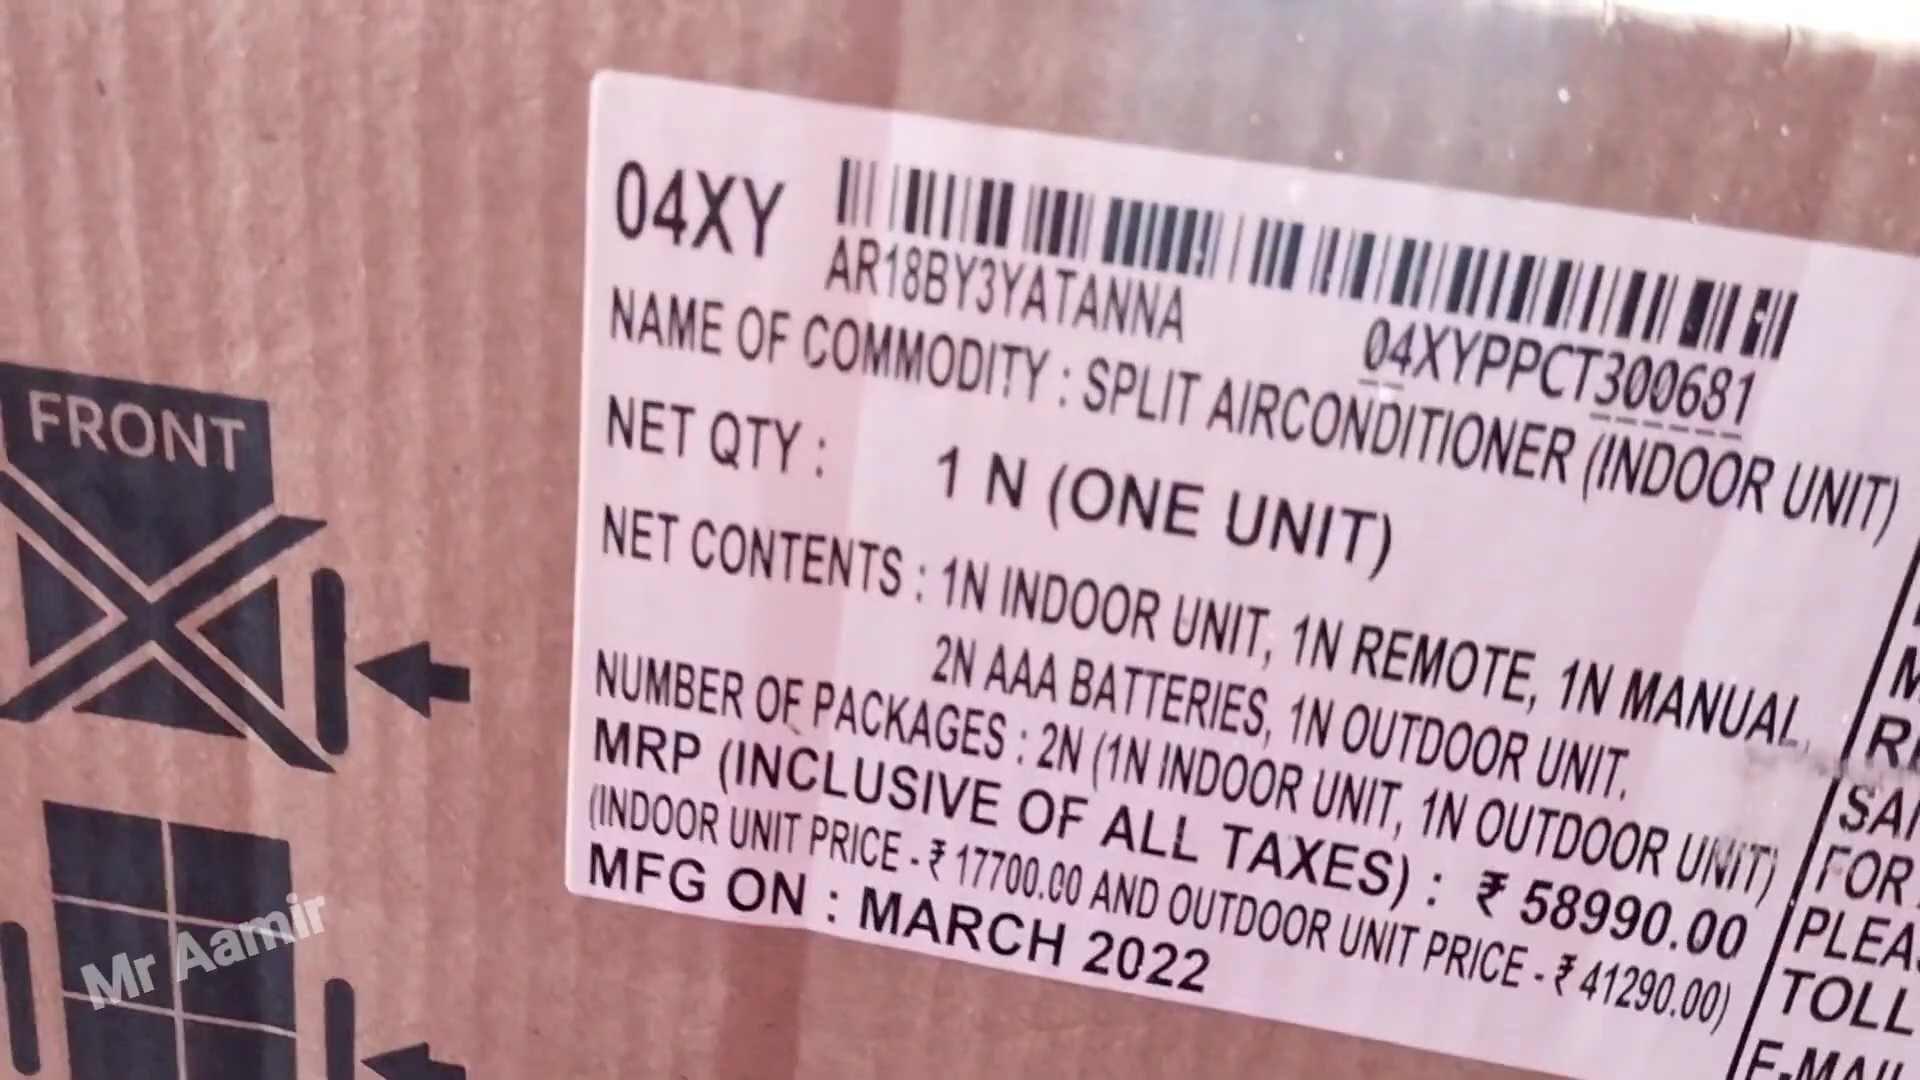 04XY
AR18BY3YATANNA
04XYPPCT300681
NAME OF COMMODITY : SPLIT AIRCONDITIONER (INDOOR UNIT)
NET QTY : 1 N (ONE UNIT)
NET CONTENTS : 1N INDOOR UNIT, 1N REMOTE, 1N MANUAL,
2N AAA BATTERIES, 1N OUTDOOR UNIT.
NUMBER OF PACKAGES : 2N (1N INDOOR UNIT, 1N OUTDOOR UNIT)
MRP (INCLUSIVE OF ALL TAXES) : ₹ 58990.00
(INDOOR UNIT PRICE - ₹ 17700.00 AND OUTDOOR UNIT PRICE - ₹ 41290.00)
MFG ON : MARCH 2022
FOR
TOLL
FRONT
Mr Aamir